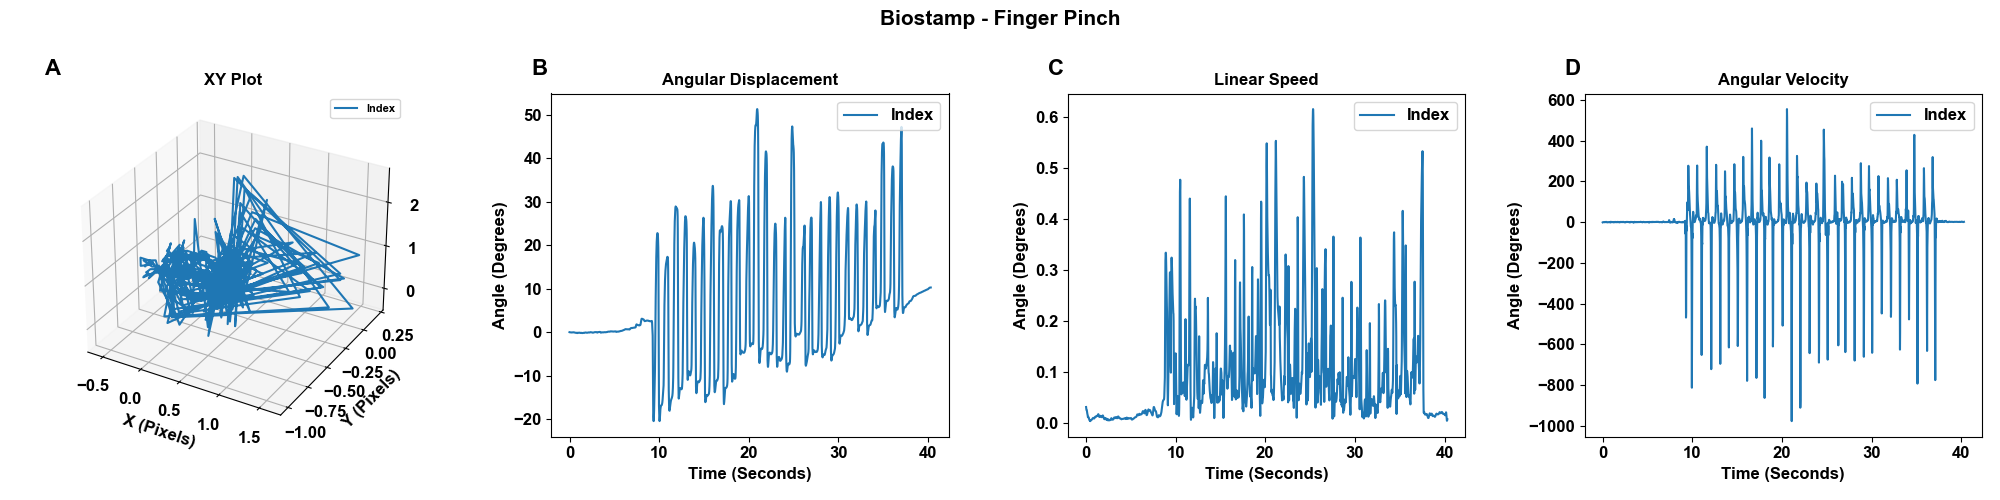 Biostamp - Finger Pinch
A
XY Plot
Index
2
1
0
0.25
0.00
−0.25
−0.50
−0.75
−1.00
Y (Pixels)
−0.5
0.0
0.5
1.0
1.5
X (Pixels)
B
Angular Displacement
Index
Angle (Degrees)
50
40
30
20
10
0
−10
−20
0 10 20 30 40
Time (Seconds)
C
Linear Speed
Index
Angle (Degrees)
0.6
0.5
0.4
0.3
0.2
0.1
0.0
0 10 20 30 40
Time (Seconds)
D
Angular Velocity
Index
Angle (Degrees)
600
400
200
0
−200
−400
−600
−800
−1000
0 10 20 30 40
Time (Seconds)